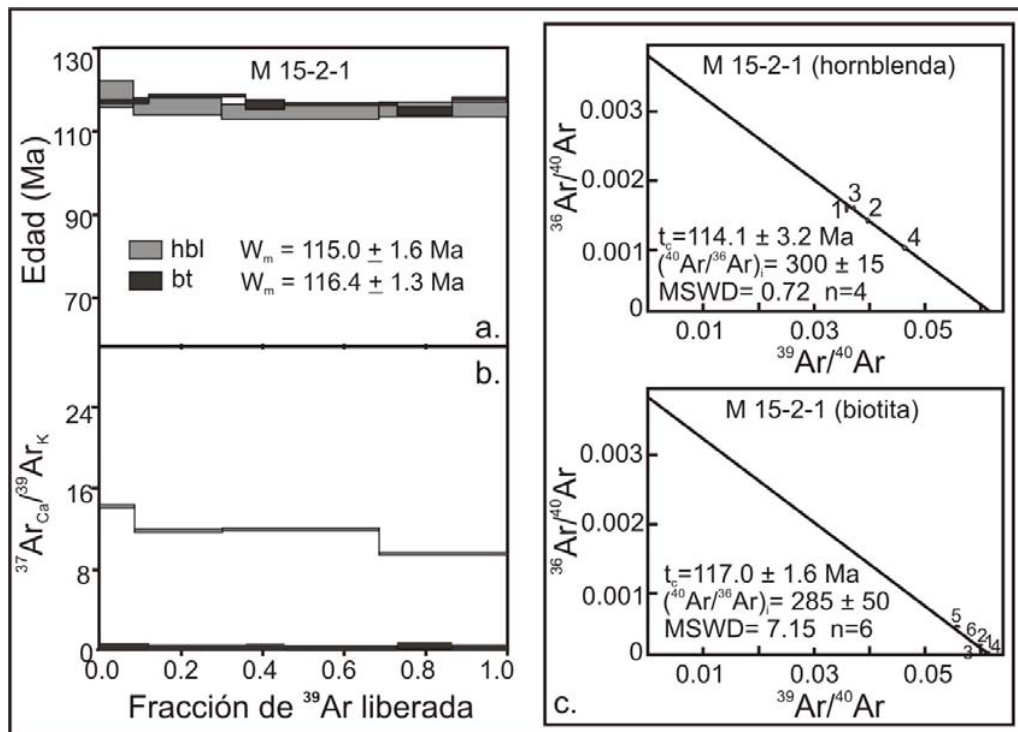 M 15-2-1
130
110
90
70
Edad (Ma)
hbl Wₘ = 115.0 ± 1.6 Ma
bt Wₘ = 116.4 ± 1.3 Ma
a.
b.
24
16
8
0
³⁷Ar_Ca/³⁹Ar_K
0.0 0.2 0.4 0.6 0.8 1.0
Fracción de ³⁹Ar liberada
M 15-2-1 (hornblenda)
0.003
0.002
0.001
0
³⁶Ar/⁴⁰Ar
3
1 2
4
t_c=114.1 ± 3.2 Ma
(⁴⁰Ar/³⁶Ar)ᵢ= 300 ± 15
MSWD= 0.72 n=4
0.01 0.03 0.05
³⁹Ar/⁴⁰Ar
M 15-2-1 (biotita)
0.003
0.002
0.001
0
³⁶Ar/⁴⁰Ar
t_c=117.0 ± 1.6 Ma
(⁴⁰Ar/³⁶Ar)ᵢ= 285 ± 50
MSWD= 7.15 n=6
5
6 2 1 4
3
0.01 0.03 0.05
³⁹Ar/⁴⁰Ar
c.